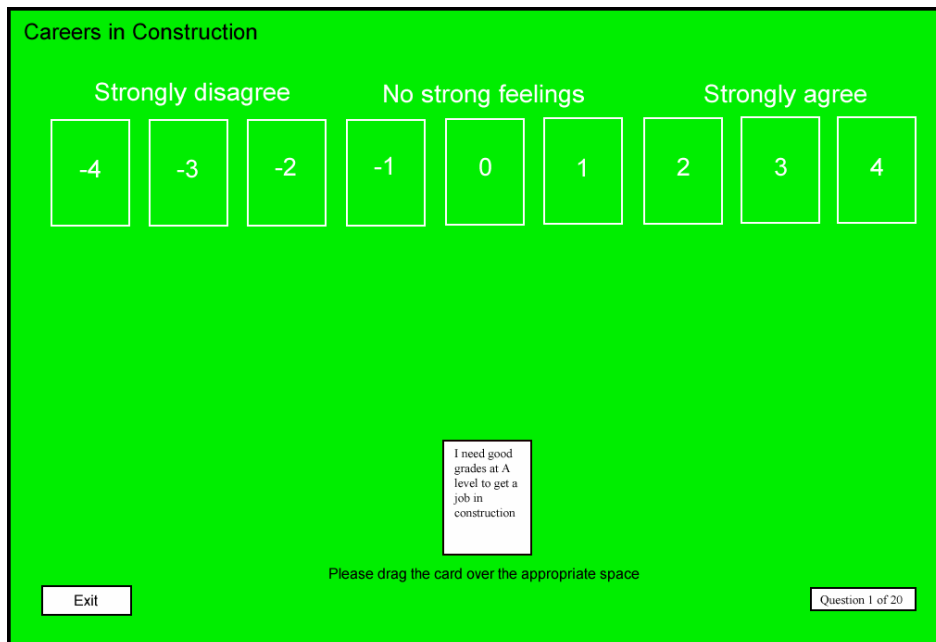 Careers in Construction
Strongly disagree No strong feelings Strongly agree
-4 -3 -2 -1 0 1 2 3 4
I need good
grades at A
level to get a
job in
construction
Please drag the card over the appropriate space
Exit Question 1 of 20